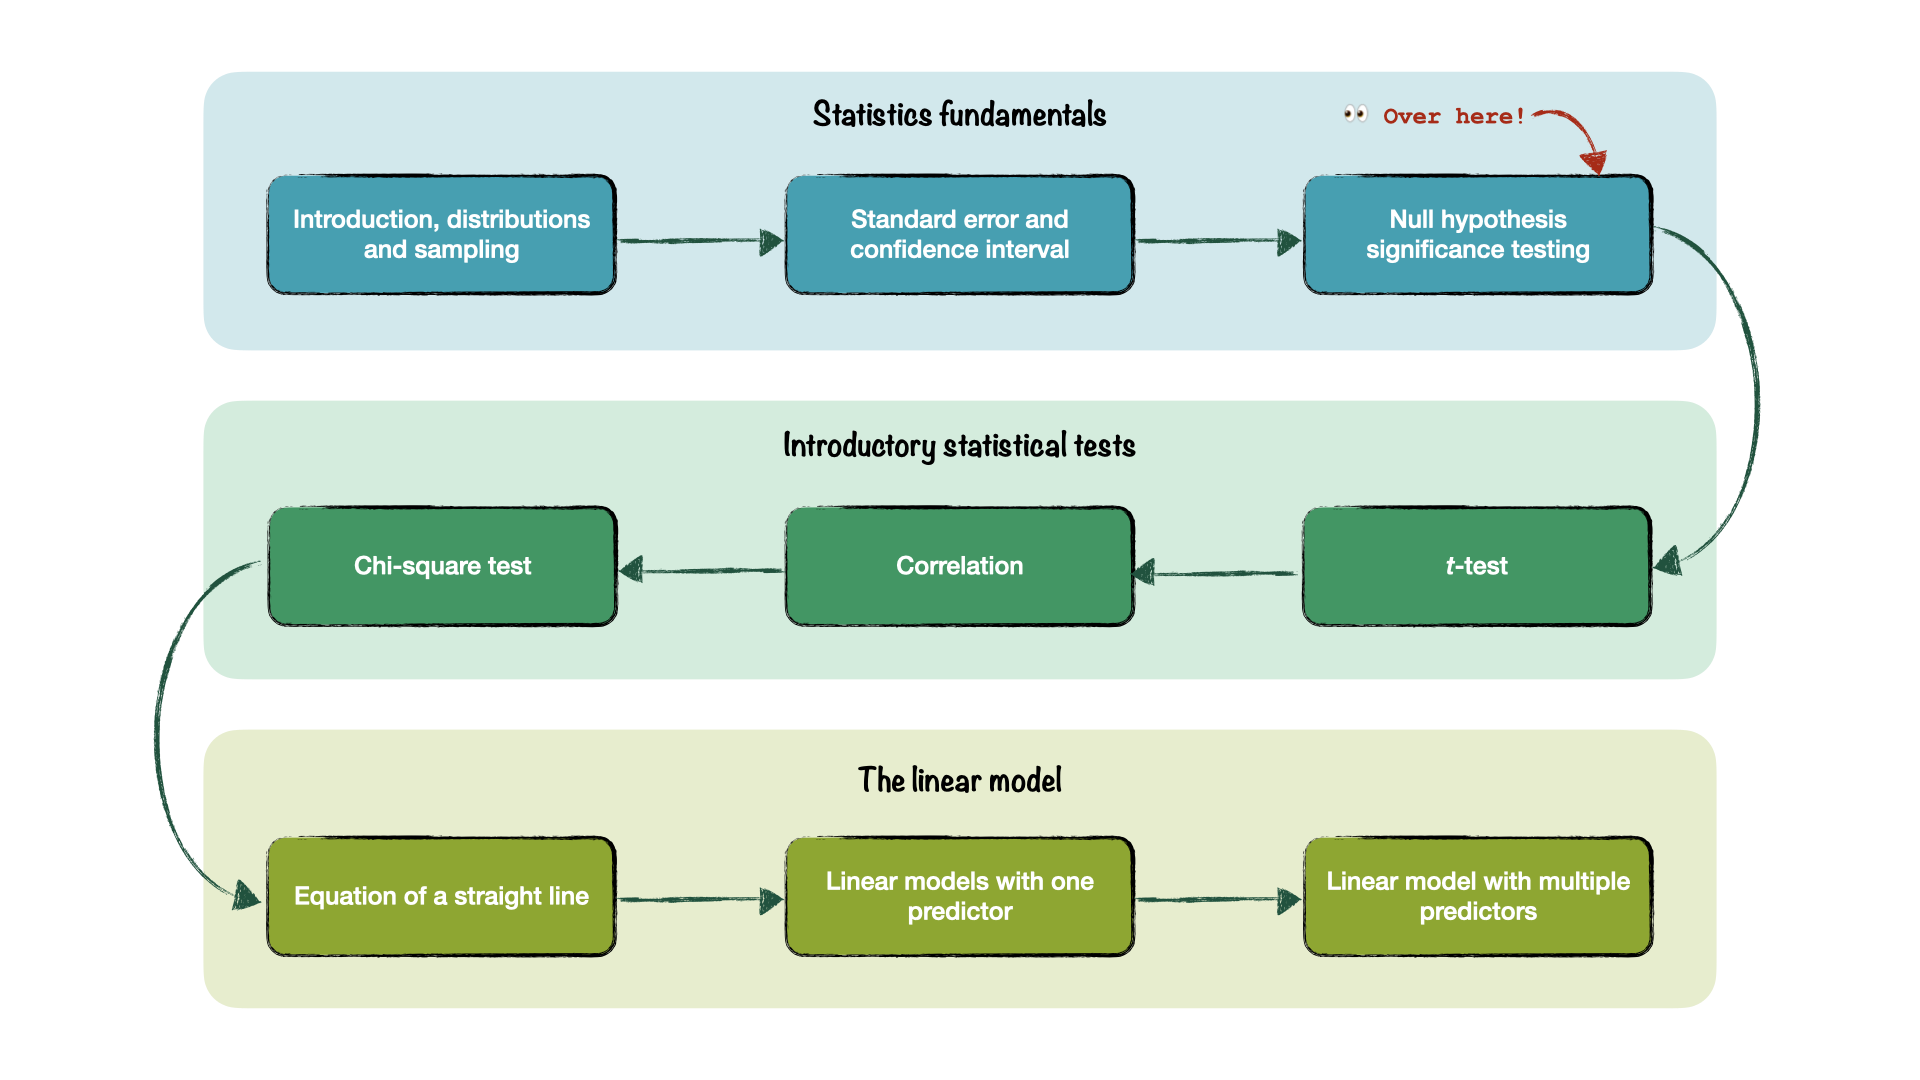 Statistics fundamentals
👀 Over here!
Introduction, distributions
and sampling
Standard error and
confidence interval
Null hypothesis
significance testing
Introductory statistical tests
Chi-square test
Correlation
t-test
The linear model
Equation of a straight line
Linear models with one
predictor
Linear model with multiple
predictors